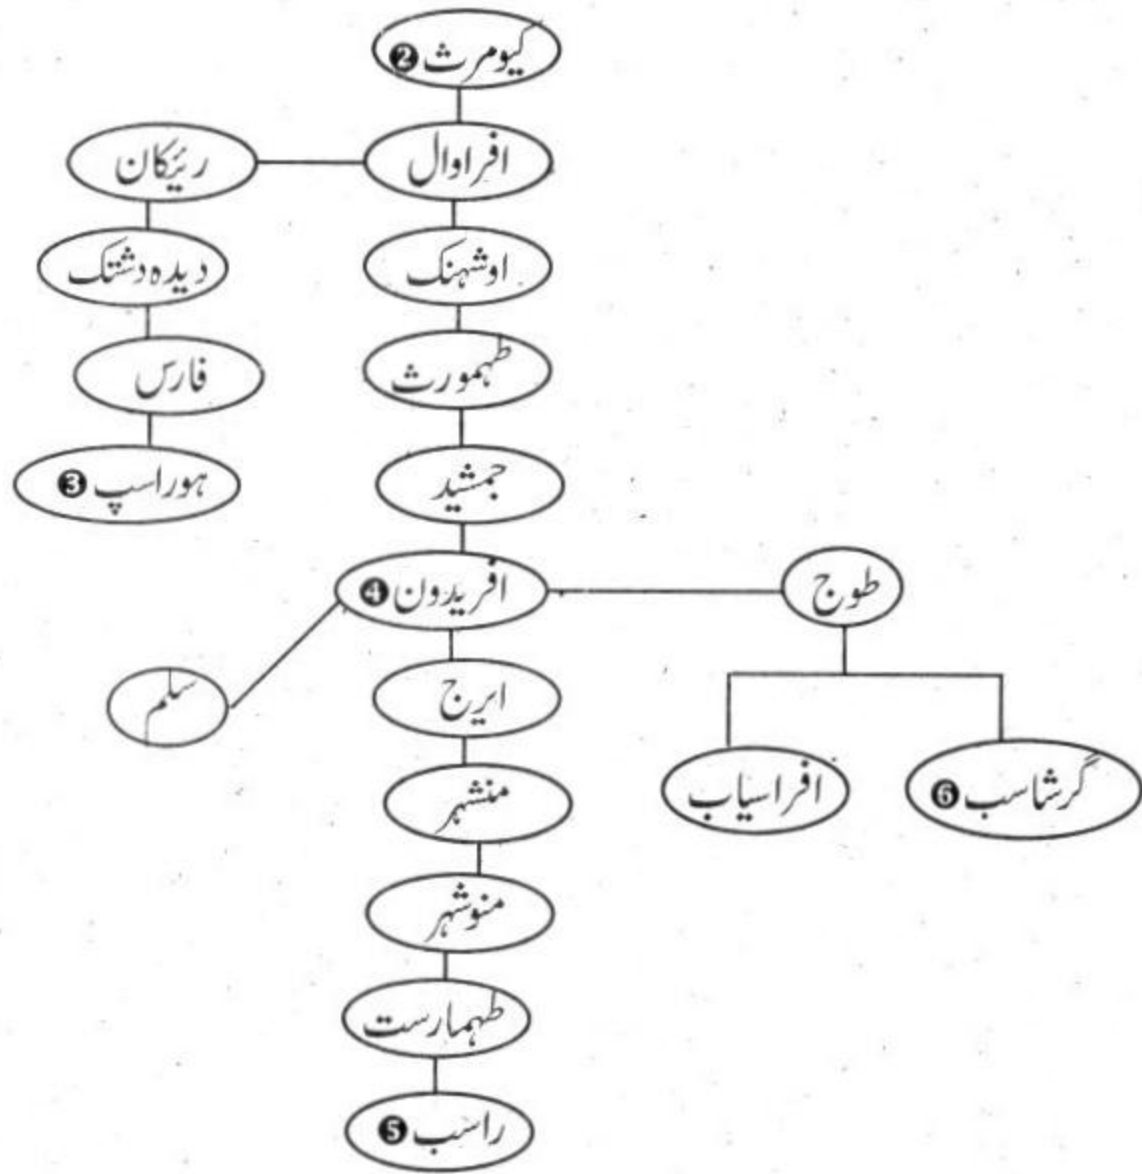 کیومرث ❷
افراوال
ریکان
اوشہنک
دیدہ دشتک
طہمورث
فارس
جمشید
ہوراسپ ❸
افریدون ❹
طوج
سلم
ایرج
منشہر
افراسیاب
گرشاسب ❻
منوشہر
طہمارست
راسب ❺